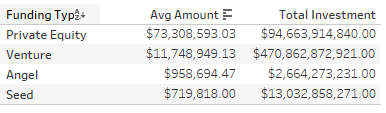 Funding Typ Avg Amount Total Investment
Private Equity $73,308,593.03 $94,663,914,840.00
Venture $11,748,949.13 $470,862,872,921.00
Angel $958,694.47 $2,664,273,231.00
Seed $719,818.00 $13,032,858,271.00